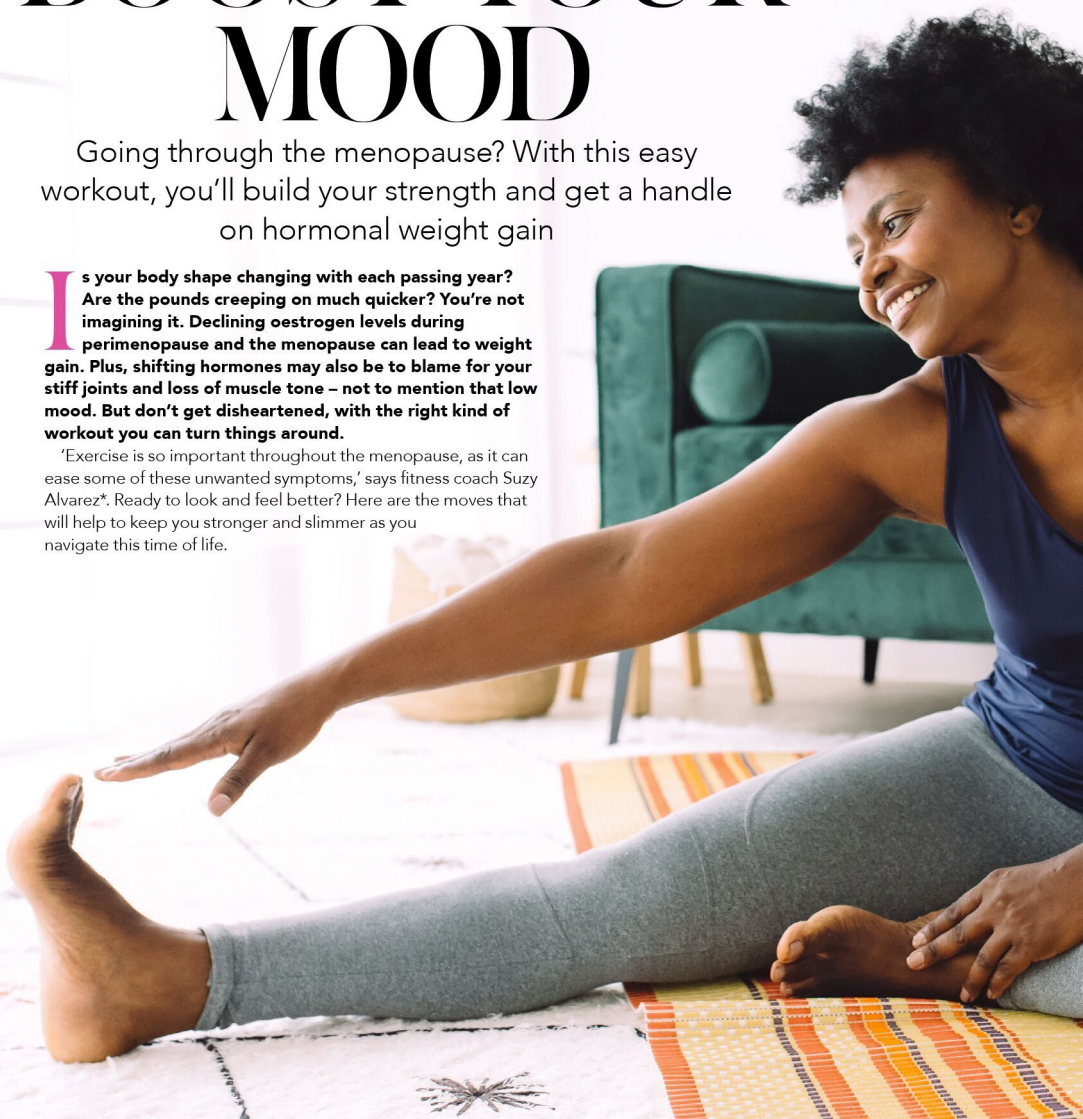 BOOST YOUR
MOOD
Going through the menopause? With this easy
workout, you'll build your strength and get a handle
on hormonal weight gain
Is your body shape changing with each passing year?
Are the pounds creeping on much quicker? You're not
imagining it. Declining oestrogen levels during
perimenopause and the menopause can lead to weight
gain. Plus, shifting hormones may also be to blame for your
stiff joints and loss of muscle tone – not to mention that low
mood. But don't get disheartened, with the right kind of
workout you can turn things around.
'Exercise is so important throughout the menopause, as it can
ease some of these unwanted symptoms,' says fitness coach Suzy
Alvarez*. Ready to look and feel better? Here are the moves that
will help to keep you stronger and slimmer as you
navigate this time of life.